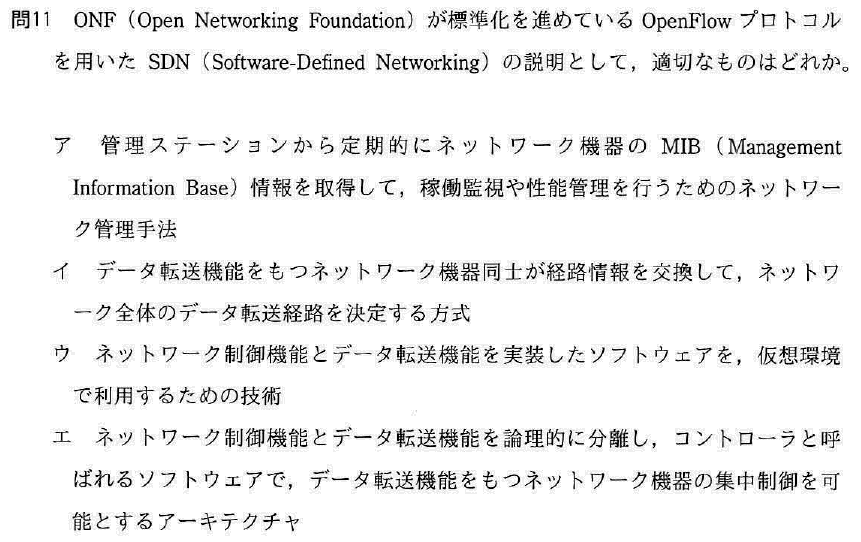 問11 ONF（Open Networking Foundation）が標準化を進めている OpenFlow プロトコル
を用いた SDN（Software-Defined Networking）の説明として，適切なものはどれか。
ア 管理ステーションから定期的にネットワーク機器の MIB（Management
Information Base）情報を取得して，稼働監視や性能管理を行うためのネットワー
ク管理手法
イ データ転送機能をもつネットワーク機器同士が経路情報を交換して，ネットワ
ーク全体のデータ転送経路を決定する方式
ウ ネットワーク制御機能とデータ転送機能を実装したソフトウェアを，仮想環境
で利用するための技術
エ ネットワーク制御機能とデータ転送機能を論理的に分離し，コントローラと呼
ばれるソフトウェアで，データ転送機能をもつネットワーク機器の集中制御を可
能とするアーキテクチャ